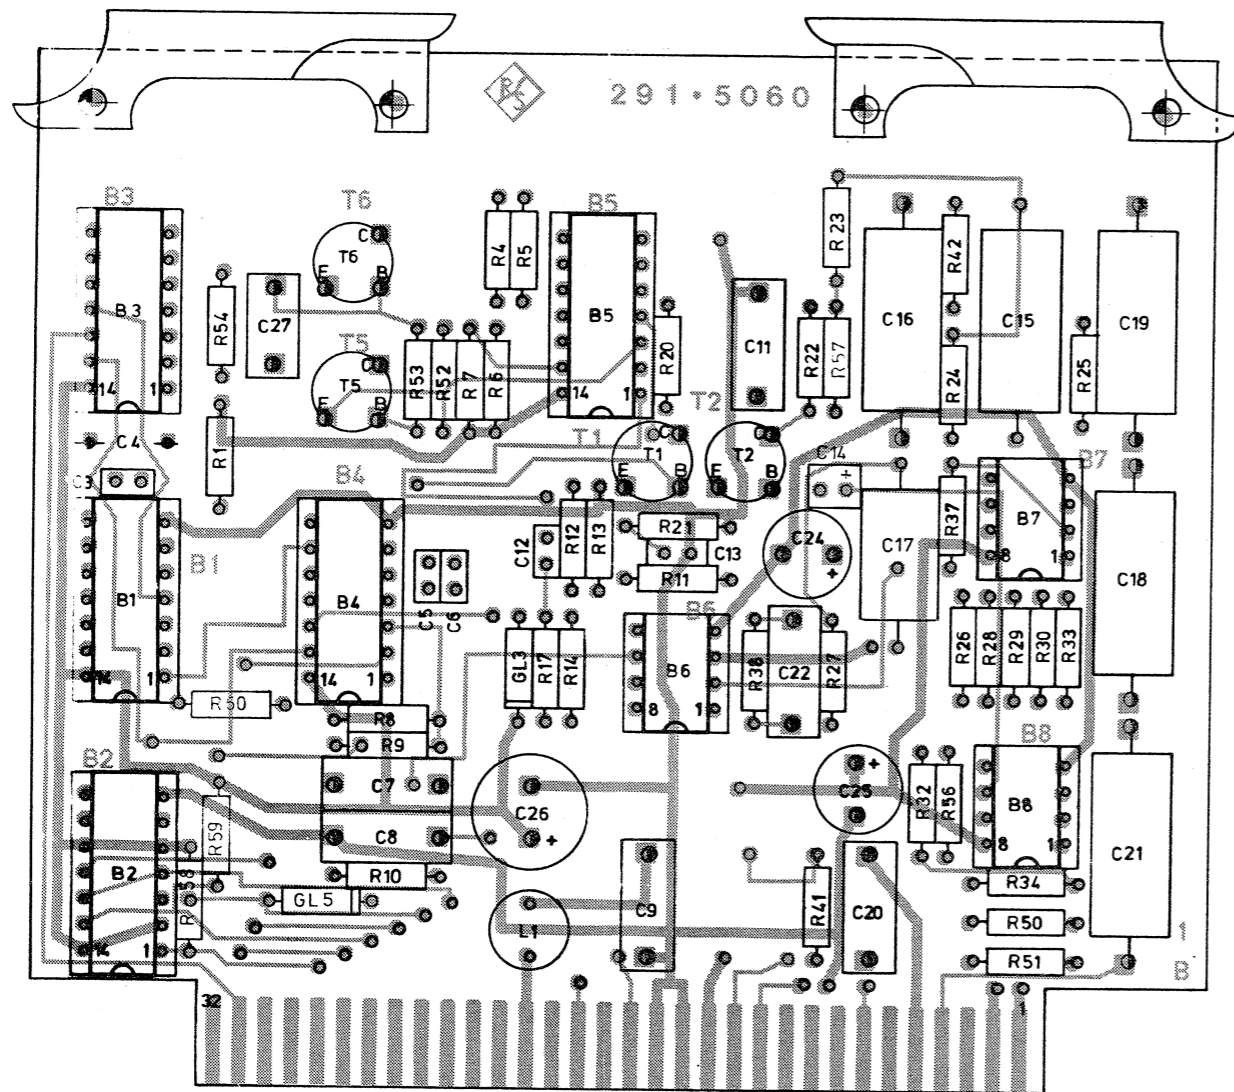 R&S
291·5060
B3
T6
B5
R23
R4
R5
C
T6
E
B
R42
B3
R54
C27
B5
C16
C15
C19
C11
R20
R22
R57
R25
T5
C
T5
E
B
R53
R52
R7
R6
R24
14
1
14
1
T2
R1
C4
T1
C
T1
E
B
C
T2
E
B
C14
+
B7
C3
B4
R37
B7
R21
C12
R12
R13
C13
C24
+
C17
8
1
C18
B1
B1
B4
C5
C6
R11
B6
R26
R28
R29
R30
R33
GL3
R17
R14
B6
R38
C22
R27
14
1
14
1
8
1
R60
R8
R9
B2
B8
C7
C26
+
C25
+
R32
R56
B8
R59
C8
8
1
C21
B2
R58
R10
R34
GL5
R41
C20
C9
R50
L1
14
1
R51
1
B
32
1